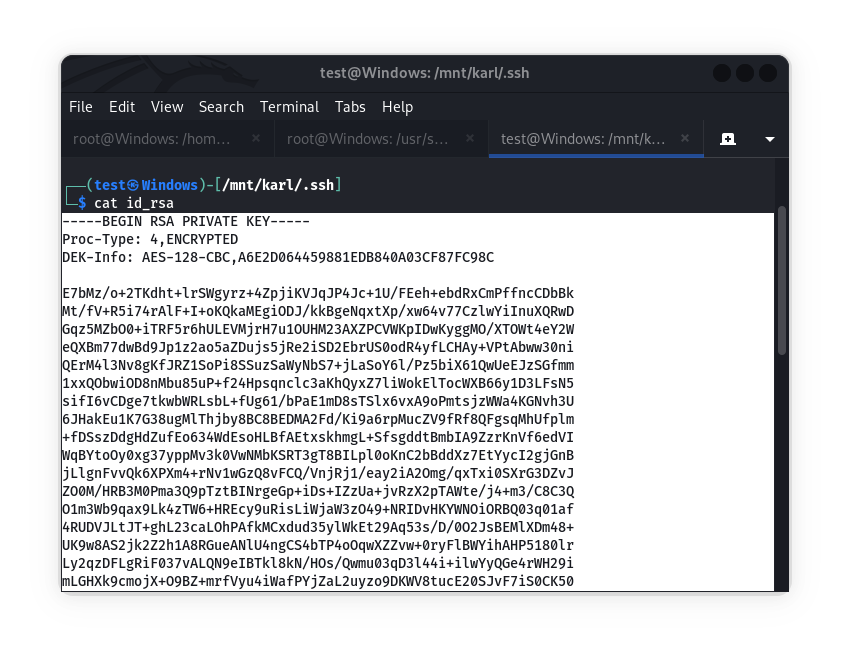 test@Windows: /mnt/karl/.ssh
File Edit View Search Terminal Tabs Help
root@Windows: /hom… × root@Windows: /usr/s… × test@Windows: /mnt/k… ×
┌──(test㉿Windows)-[/mnt/karl/.ssh]
└─$ cat id_rsa
-----BEGIN RSA PRIVATE KEY-----
Proc-Type: 4,ENCRYPTED
DEK-Info: AES-128-CBC,A6E2D064459881EDB840A03CF87FC98C
E7bMz/o+2TKdht+lrSWgyrz+4ZpjiKVJqJP4Jc+1U/FEeh+ebdRxCmPffncCDbBk
Mt/fV+R5i74rAlF+I+oKQkaMEgiODJ/kkBgeNqxtXp/xw64v77CzlwYiInuXQRwD
Gqz5MZbO0+iTRF5r6hULEVMjrH7u1OUHM23AXZPCVWKpIDwKyggMO/XTOWt4eY2W
eQXBm77dwBd9Jp1z2ao5aZDujs5jRe2iSD2EbrUS0odR4yfLCHAy+VPtAbww30ni
QErM4l3Nv8gKfJRZ1SoPi8SSuzSaWyNbS7+jLaSoY6l/Pz5biX61QwUeEJzSGfmm
1xxQObwiOD8nMbu85uP+f24Hpsqnclc3aKhQyxZ7liWokElTocWXB66y1D3LFsN5
sifI6vCDge7tkwbWRLsbL+fUg61/bPaE1mD8sTSlx6vxA9oPmtsjzWWa4KGNvh3U
6JHakEu1K7G38ugMlThjby8BC8BEDMA2Fd/Ki9a6rpMucZV9fRf8QFgsqMhUfplm
+fDSszDdgHdZufEo634WdEsoHLBfAEtxskhmgL+SfsgddtBmbIA9ZzrKnVf6edVI
WqBYtoOy0xg37yppMv3k0VwNMbKSRT3gT8BILpl0oKnC2bBddXz7EtYycI2gjGnB
jLlgnFvvQk6XPXm4+rNv1wGzQ8vFCQ/VnjRj1/eay2iA2Omg/qxTxi0SXrG3DZvJ
ZO0M/HRB3M0Pma3Q9pTztBINrgeGp+iDs+IZzUa+jvRzX2pTAWte/j4+m3/C8C3Q
O1m3Wb9qax9Lk4zTW6+HREcy9uRisLiWjaW3zO49+NRIDvHKYWNOiORBQ03q01af
4RUDVJLtJT+ghL23caLOhPAfkMCxdud35ylWkEt29Aq53s/D/0O2JsBEMlXDm48+
UK9w8AS2jk2Z2h1A8RGueANlU4ngCS4bTP4oOqwXZZvw+0ryFlBWYihAHP5180lr
Ly2qzDFLgRiF037vALQN9eIBTkl8kN/HOs/Qwmu03qD3l44i+ilwYyQGe4rWH29i
mLGHXk9cmojX+O9BZ+mrfVyu4iWafPYjZaL2uyzo9DKWV8tucE20SJvF7iS0CK50